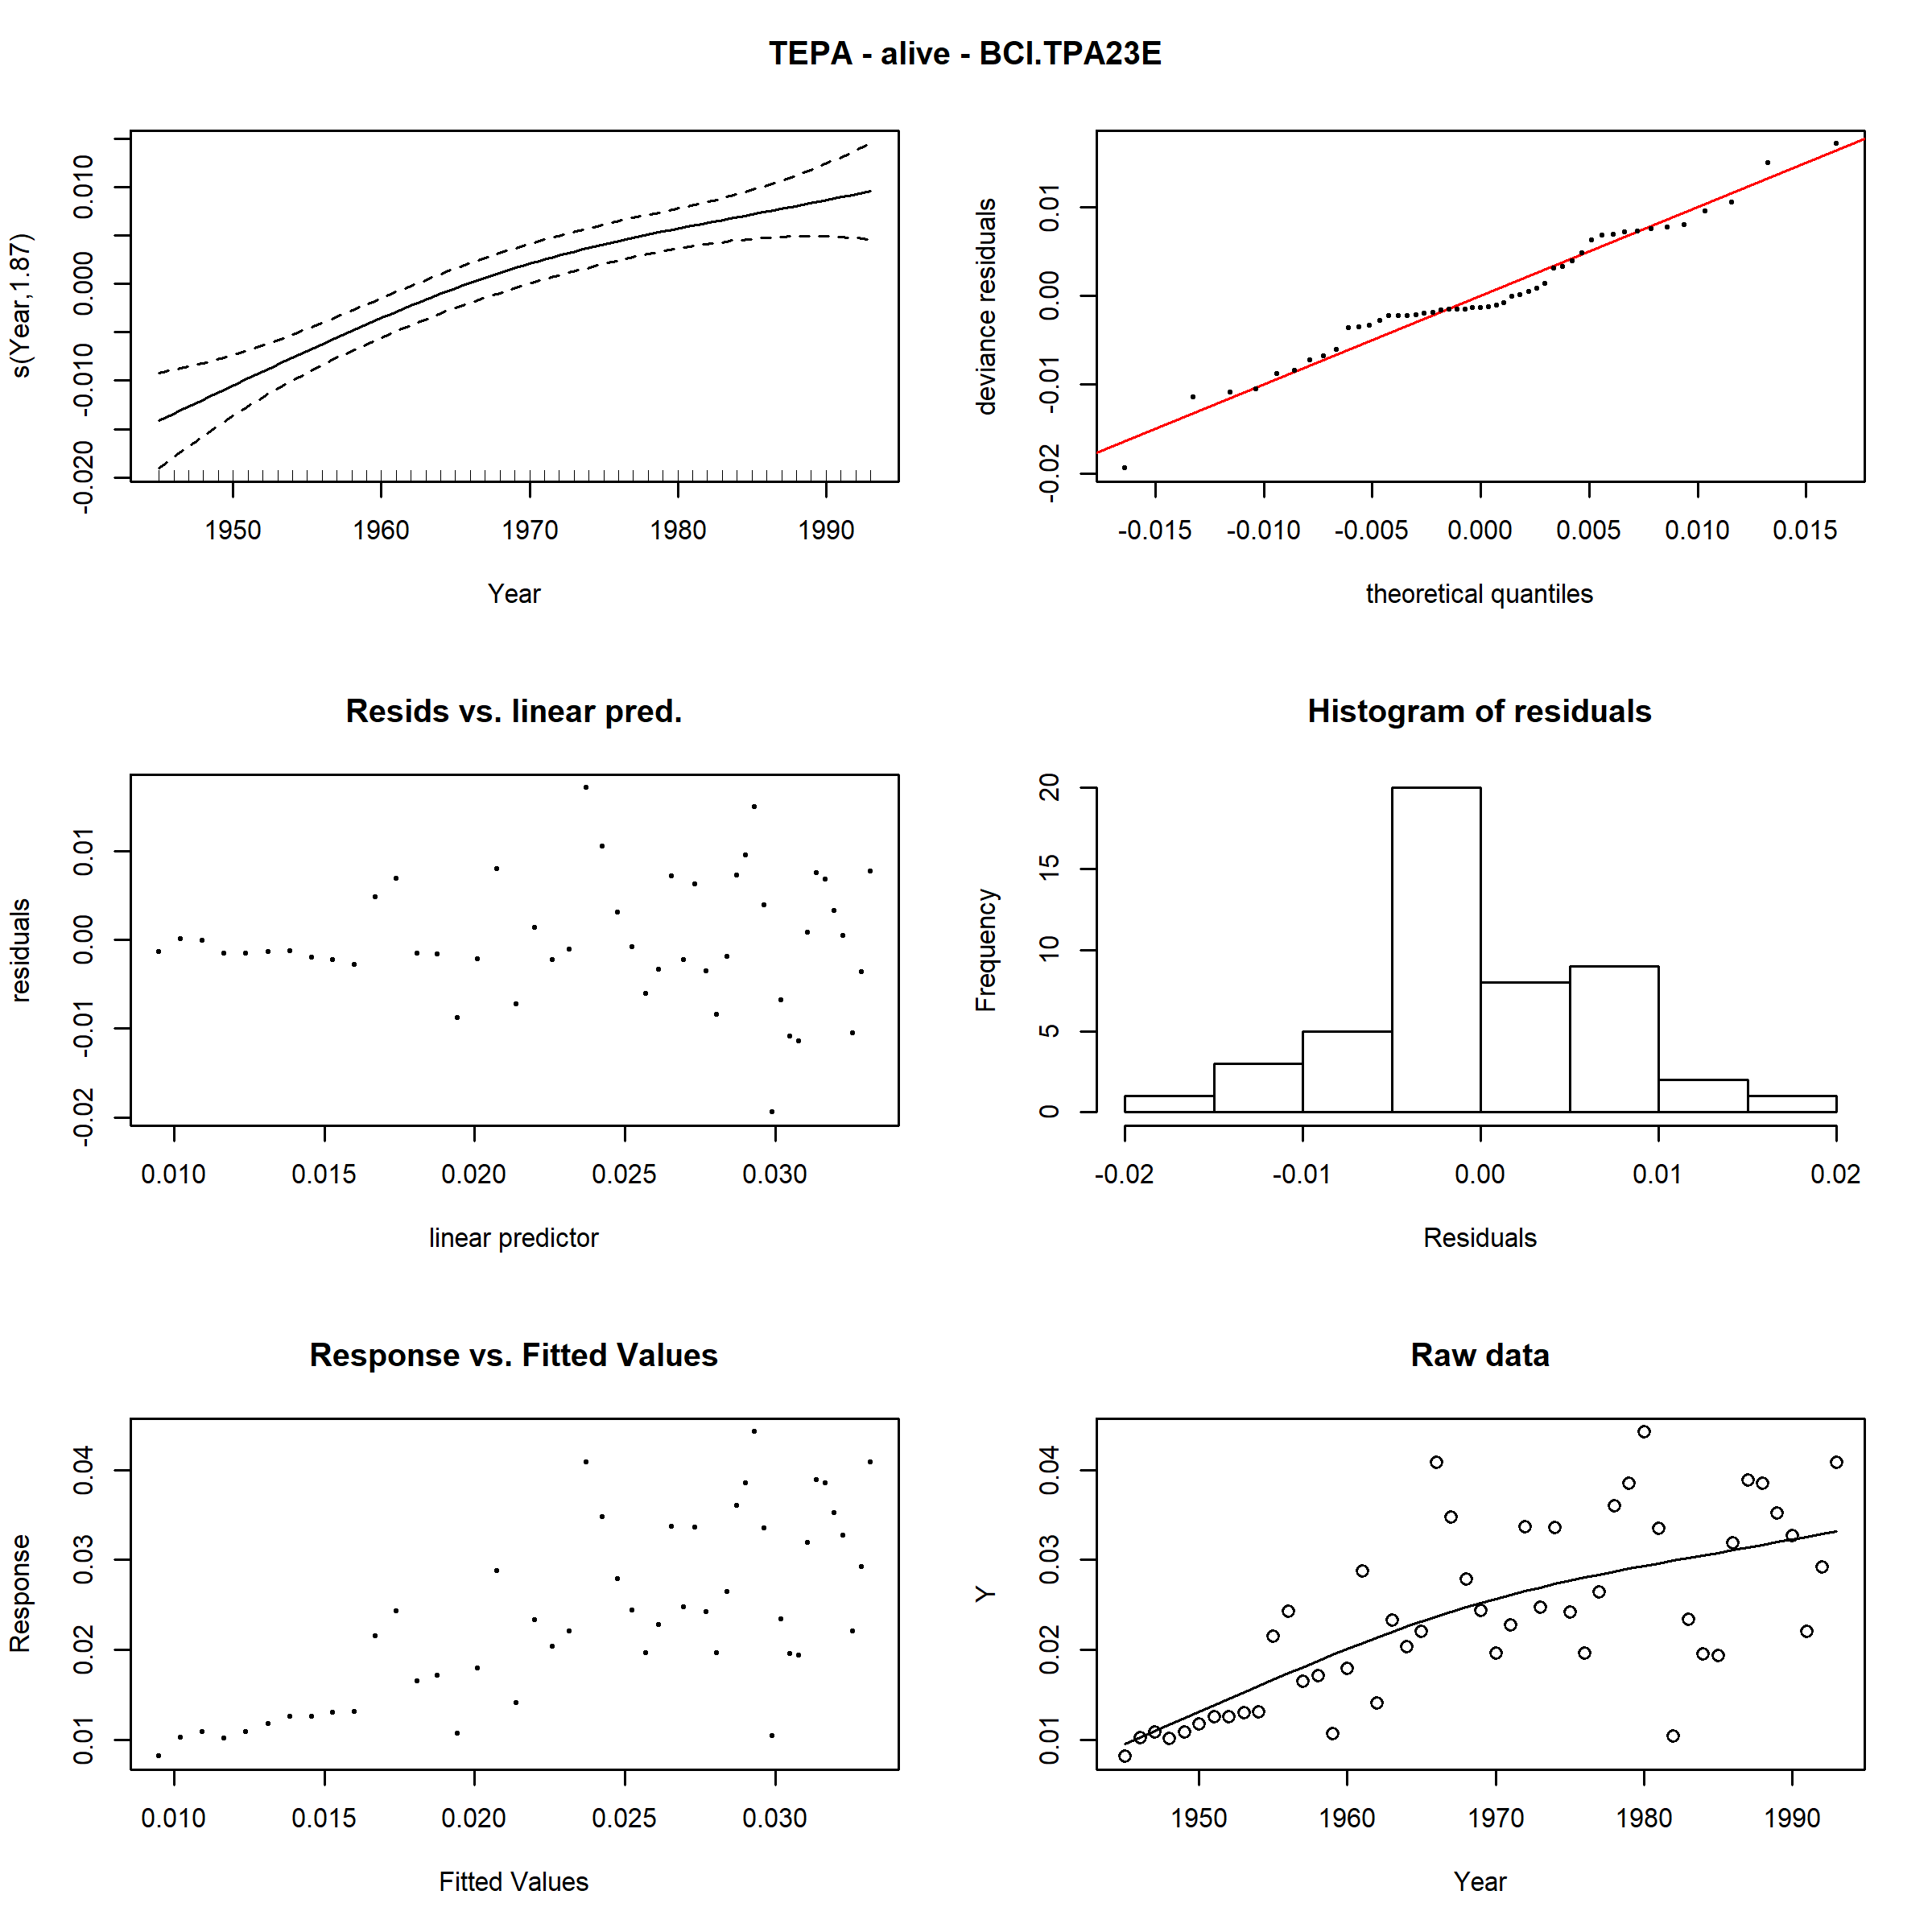 TEPA - alive - BCI.TPA23E
s(Year,1.87)
-0.020 -0.010 0.000 0.010
1950 1960 1970 1980 1990
Year
deviance residuals
-0.02 -0.01 0.00 0.01
-0.015 -0.010 -0.005 0.000 0.005 0.010 0.015
theoretical quantiles
Resids vs. linear pred.
residuals
-0.02 -0.01 0.00 0.01
0.010 0.015 0.020 0.025 0.030
linear predictor
Histogram of residuals
Frequency
0 5 10 15 20
-0.02 -0.01 0.00 0.01 0.02
Residuals
Response vs. Fitted Values
Response
0.01 0.02 0.03 0.04
0.010 0.015 0.020 0.025 0.030
Fitted Values
Raw data
Y
0.01 0.02 0.03 0.04
1950 1960 1970 1980 1990
Year